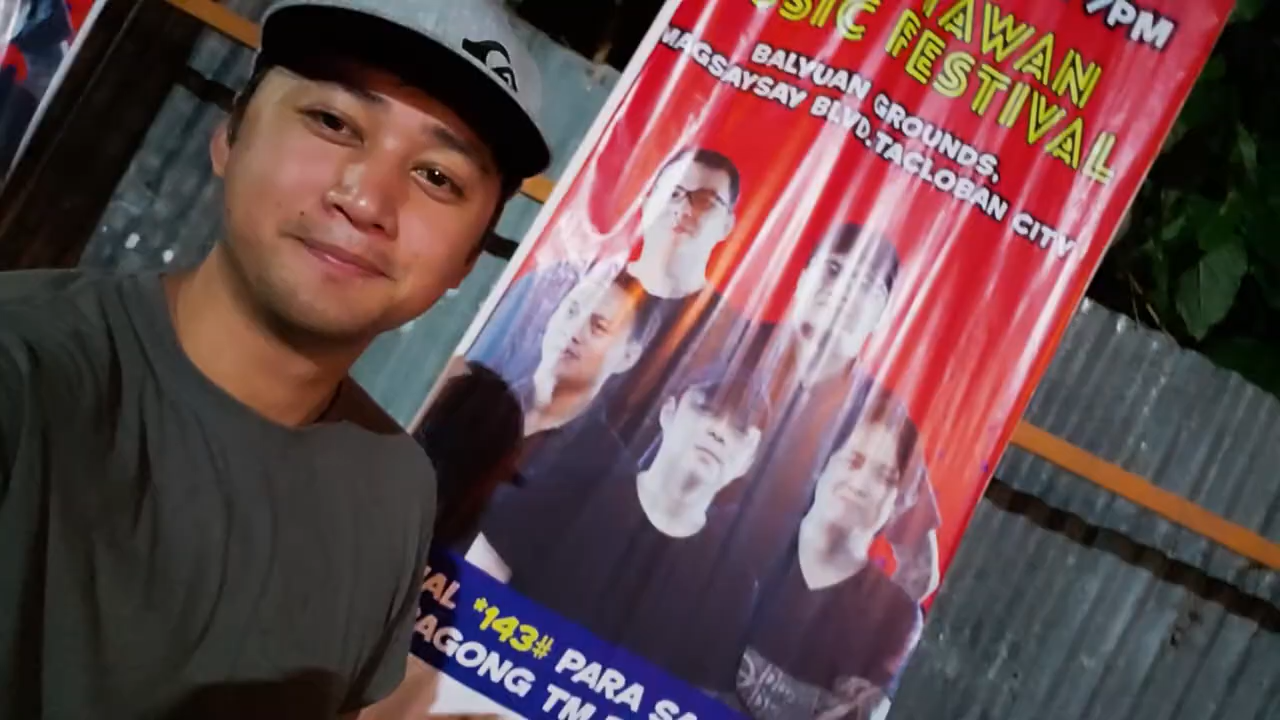 7PM
TAWAN
SIC FESTIVAL
BALYUAN GROUNDS,
MAGSAYSAY BLVD.TACLOBAN CITY
*143# PARA SA
AGONG TM